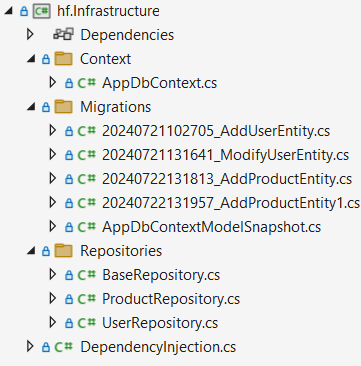 C# hf.Infrastructure
Dependencies
Context
C# AppDbContext.cs
Migrations
C# 20240721102705_AddUserEntity.cs
C# 20240721131641_ModifyUserEntity.cs
C# 20240722131813_AddProductEntity.cs
C# 20240722131957_AddProductEntity1.cs
C# AppDbContextModelSnapshot.cs
Repositories
C# BaseRepository.cs
C# ProductRepository.cs
C# UserRepository.cs
C# DependencyInjection.cs